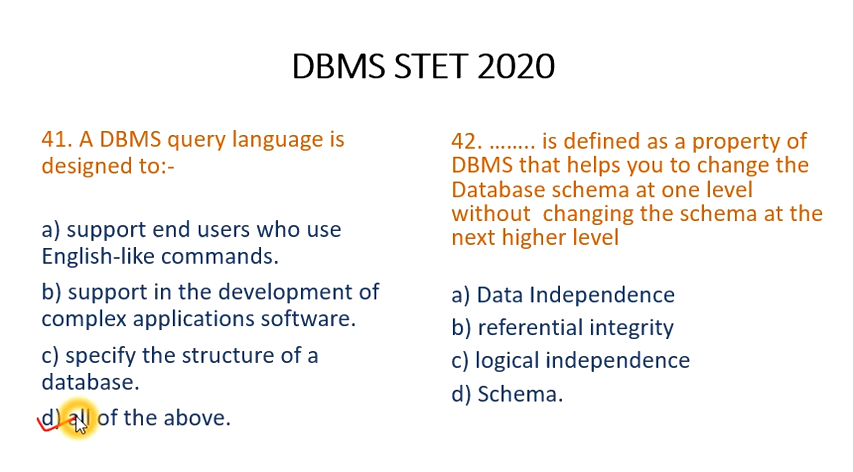 DBMS STET 2020
41. A DBMS query language is
designed to:-
a) support end users who use
English-like commands.
b) support in the development of
complex applications software.
c) specify the structure of a
database.
d) all of the above.
42. ........ is defined as a property of
DBMS that helps you to change the
Database schema at one level
without  changing the schema at the
next higher level
a) Data Independence
b) referential integrity
c) logical independence
d) Schema.